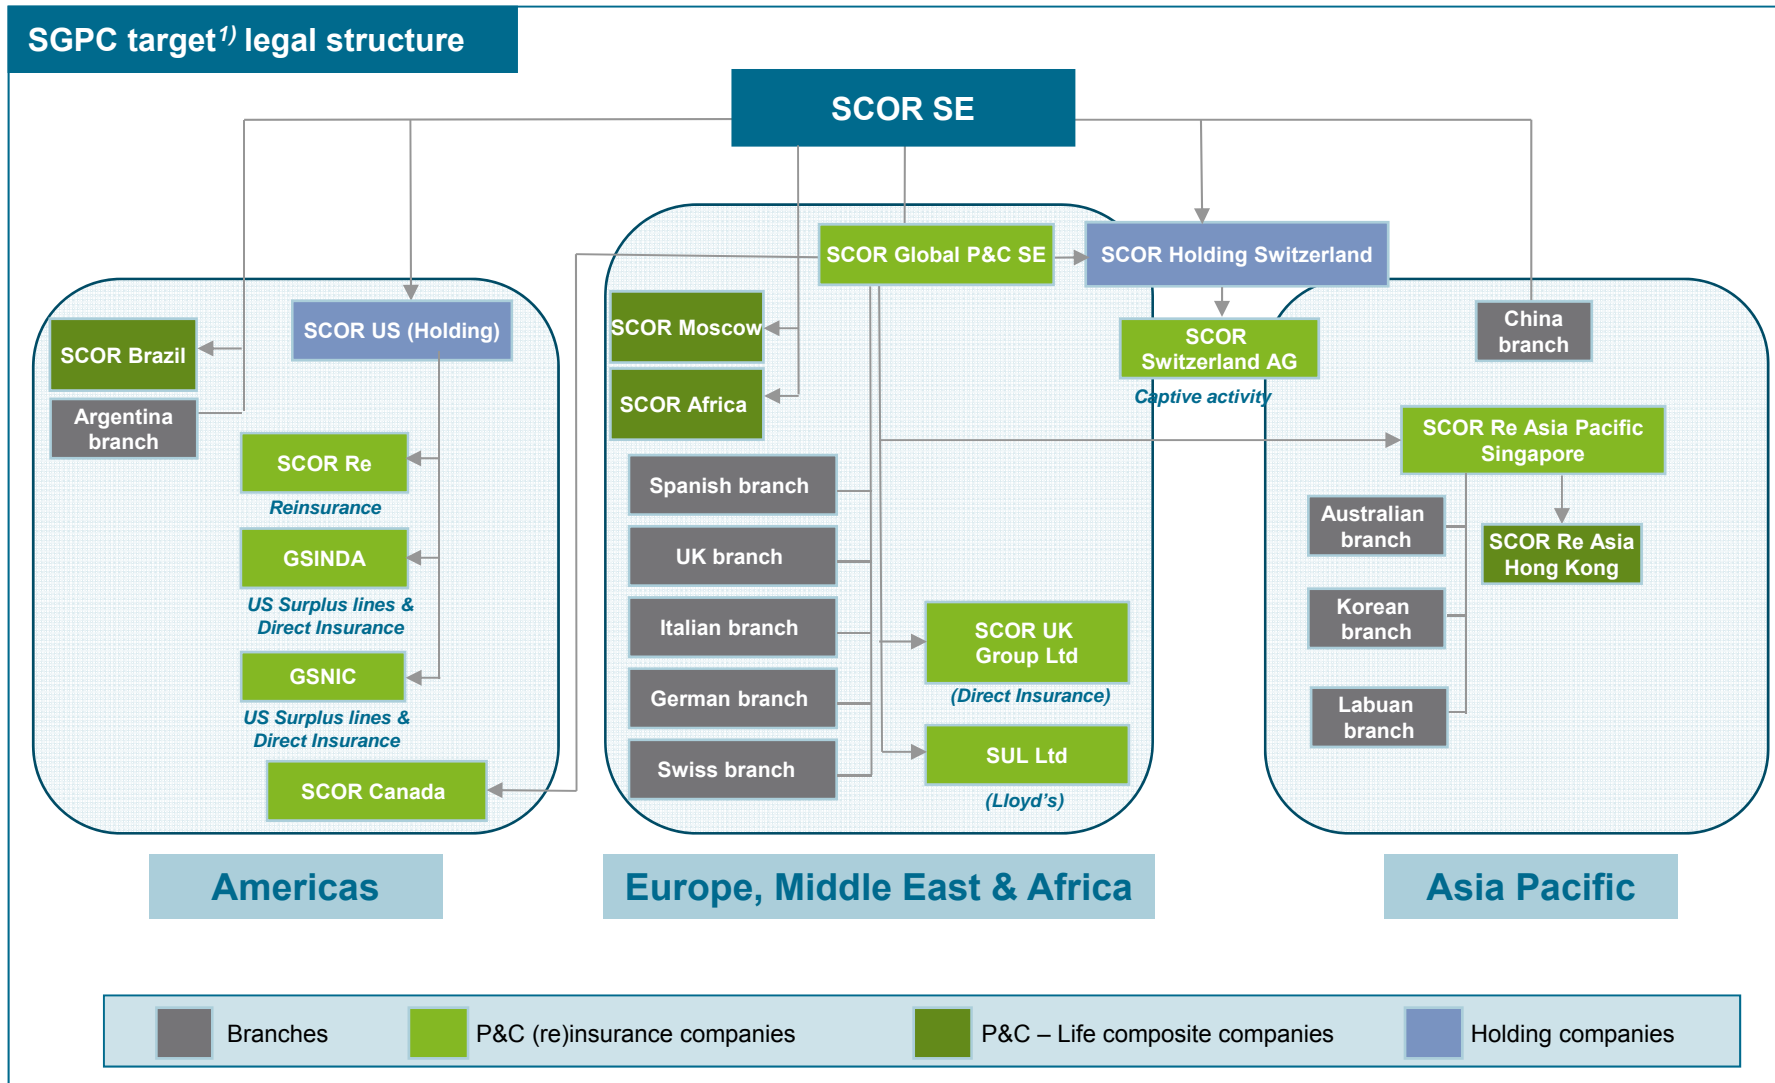 SGPC target1) legal structure
SCOR SE
SCOR Global P&C SE
SCOR Holding Switzerland
SCOR Brazil
Argentina
branch
SCOR US (Holding)
SCOR Re
Reinsurance
GSINDA
US Surplus lines &
Direct Insurance
GSNIC
US Surplus lines &
Direct Insurance
SCOR Canada
SCOR Moscow
SCOR Africa
Spanish branch
UK branch
Italian branch
German branch
Swiss branch
SCOR UK
Group Ltd
(Direct Insurance)
SUL Ltd
(Lloyd's)
SCOR
Switzerland AG
Captive activity
China
branch
SCOR Re Asia Pacific
Singapore
Australian
branch
SCOR Re Asia
Hong Kong
Korean
branch
Labuan
branch
Americas
Europe, Middle East & Africa
Asia Pacific
Branches
P&C (re)insurance companies
P&C – Life composite companies
Holding companies